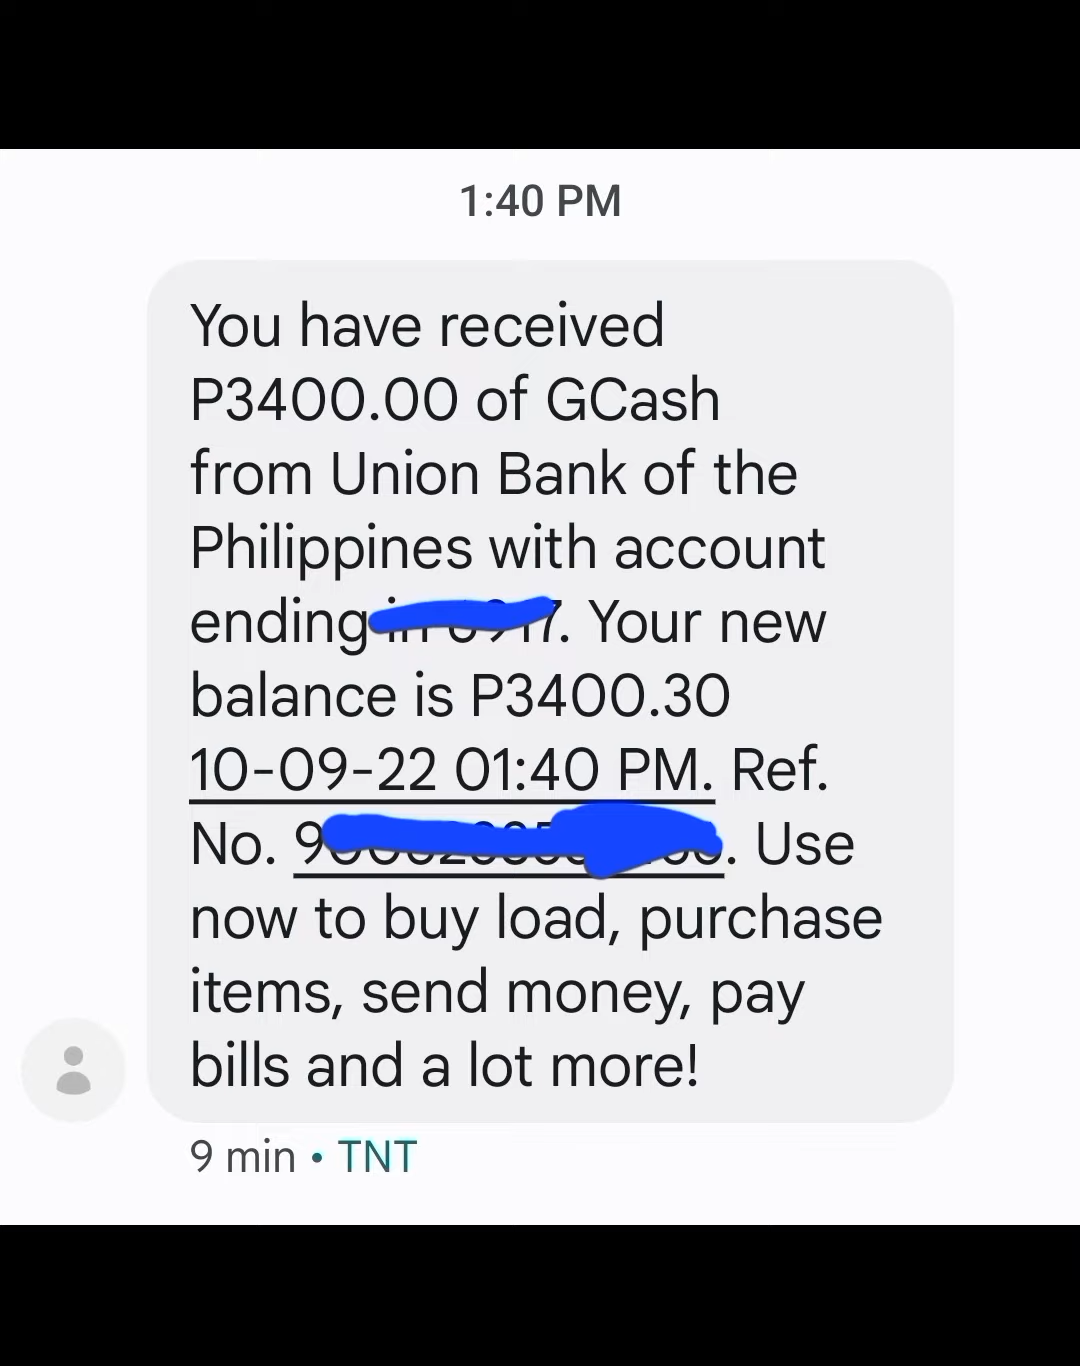 1:40 PM
You have received
P3400.00 of GCash
from Union Bank of the
Philippines with account
ending Your new
balance is P3400.30
10-09-22 01:40 PM. Ref.
No. Use
now to buy load, purchase
items, send money, pay
bills and a lot more!
9 min • TNT